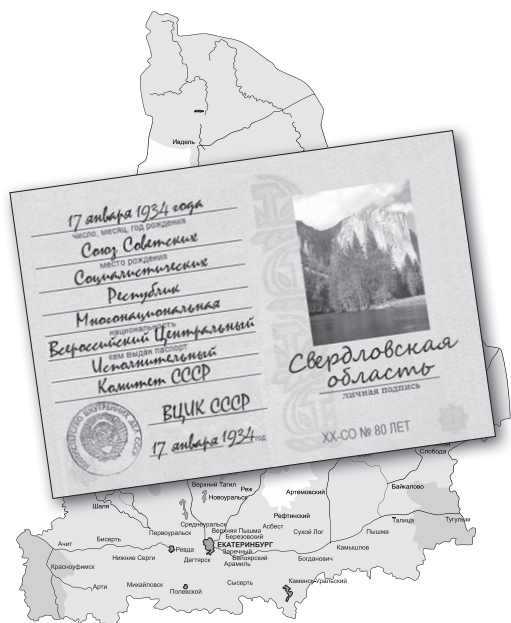 Ивдель
17 января 1934 года
число, месяц, год рождения
Союз Советских
место рождения
Социалистических
Республик
Многонациональная
национальность
Всероссийский Центральный
кем выдан паспорт
Исполнительный
Комитет СССР
ВЦИК СССР
17 января 1934 год
МИНИСТЕРСТВО ВНУТРЕННИХ ДЕЛ СССР
Свердловская
область
личная подпись
XX-СО № 80 ЛЕТ
Слобода
Верхний Тагил
Реж
Артемовский
Байкалово
Новоуральск
Шаля
Рефтинский
Среднеуральск
Верхняя Пышма
Асбест
Талица
Тугулым
Первоуральск
Березовский
Сухой Лог
Пышма
Ачит
Бисерть
ЕКАТЕРИНБУРГ
Камышлов
Ревда
Заречный
Нижние Серги
Дегтярск
Белоярский
Богданович
Красноуфимск
Арамиль
Арти
Михайловск
Полевской
Сысерть
Каменск-Уральский